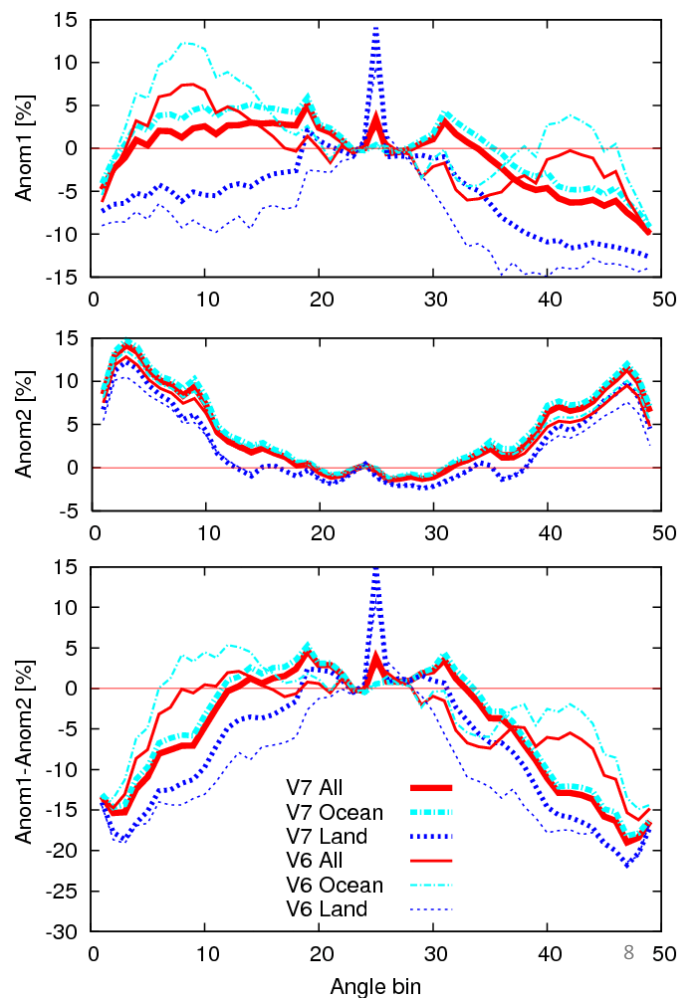 15
10
5
0
-5
-10
-15
Anom1 [%]
0 10 20 30 40 50
15
10
5
0
-5
Anom2 [%]
0 10 20 30 40 50
15
10
5
0
-5
-10
-15
-20
-25
-30
Anom1-Anom2 [%]
V7 All
V7 Ocean
V7 Land
V6 All
V6 Ocean
V6 Land
8
0 10 20 30 40 50
Angle bin